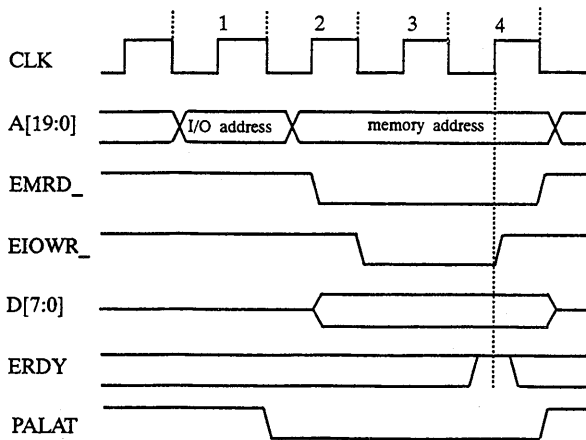 1 2 3 4
CLK
A[19:0] I/O address memory address
EMRD_
EIOWR_
D[7:0]
ERDY
PALAT